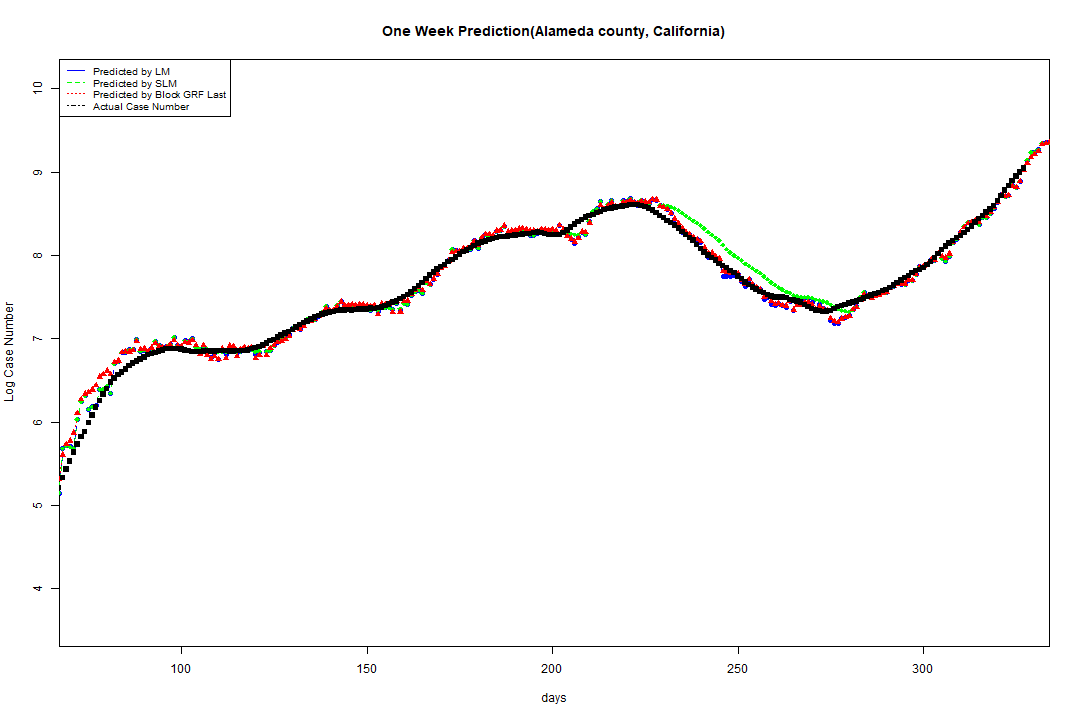 One Week Prediction(Alameda county, California)
Predicted by LM
Predicted by SLM
Predicted by Block GRF Last
Actual Case Number
10
9
8
7
6
5
4
Log Case Number
100 150 200 250 300
days